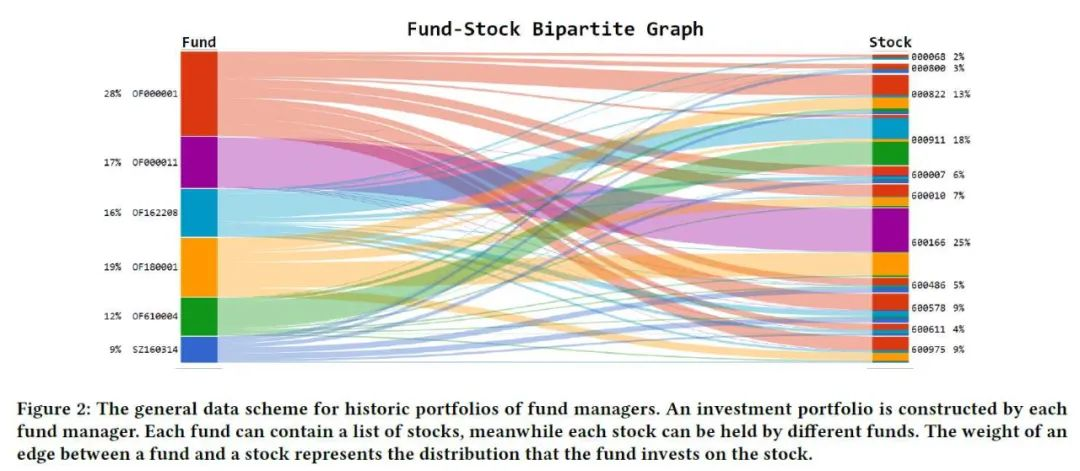 Fund-Stock Bipartite Graph
Fund
Stock
28% OF000001
17% OF000011
16% OF162208
19% OF180001
12% OF610004
9% SZ160314
000068 2%
000800 3%
000822 13%
000911 18%
600007 6%
600010 7%
600166 25%
600486 5%
600578 9%
600611 4%
600975 9%
Figure 2: The general data scheme for historic portfolios of fund managers. An investment portfolio is constructed by each
fund manager. Each fund can contain a list of stocks, meanwhile each stock can be held by different funds. The weight of an
edge between a fund and a stock represents the distribution that the fund invests on the stock.